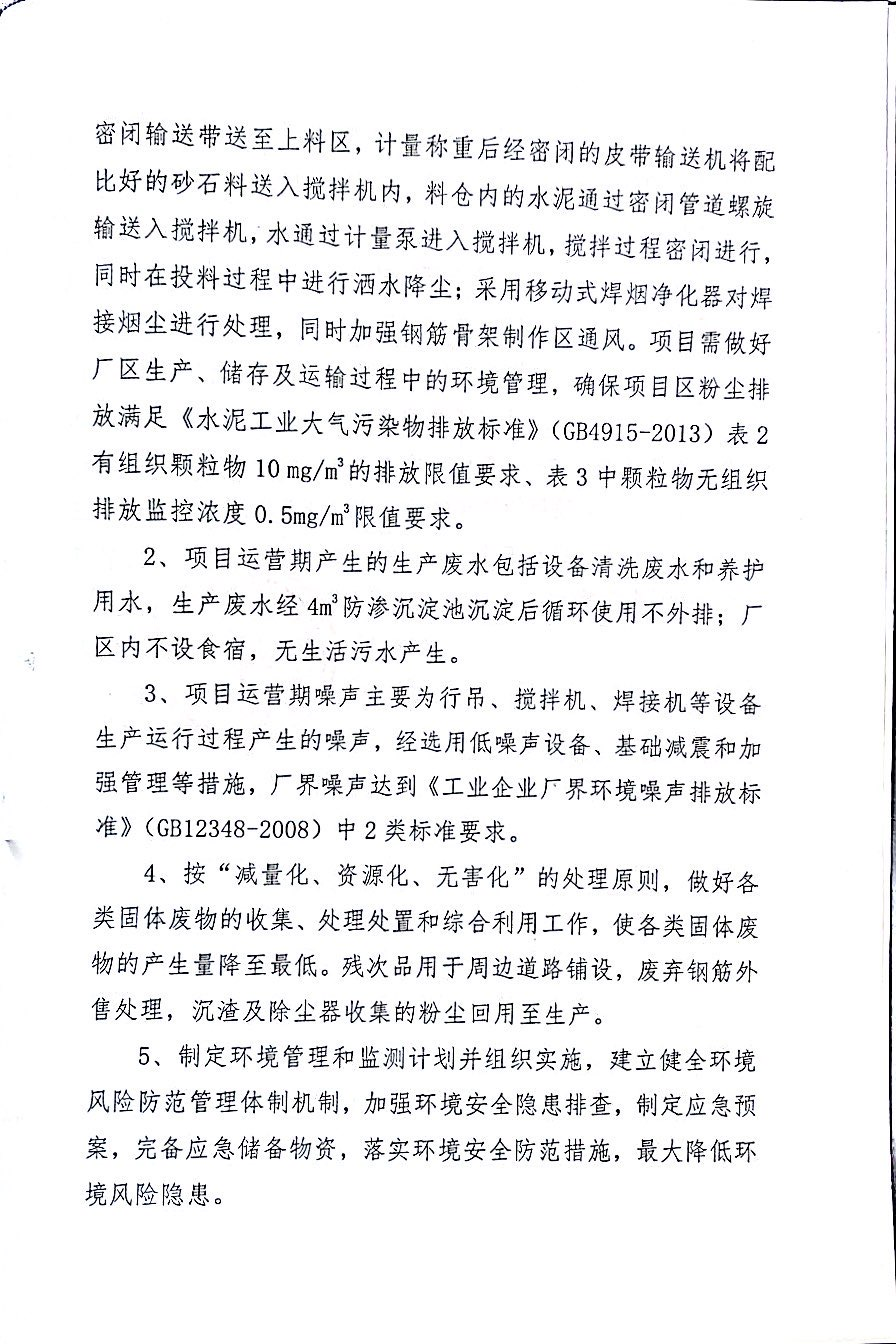 密闭输送带送至上料区，计量称重后经密闭的皮带输送机将配
比好的砂石料送入搅拌机内，料仓内的水泥通过密闭管道螺旋
输送入搅拌机，水通过计量泵进入搅拌机，搅拌过程密闭进行，
同时在投料过程中进行洒水降尘；采用移动式焊烟净化器对焊
接烟尘进行处理，同时加强钢筋骨架制作区通风。项目需做好
厂区生产、储存及运输过程中的环境管理，确保项目区粉尘排
放满足《水泥工业大气污染物排放标准》（GB4915-2013）表2
有组织颗粒物10mg/m³的排放限值要求、表3中颗粒物无组织
排放监控浓度0.5mg/m³限值要求。
2、项目运营期产生的生产废水包括设备清洗废水和养护
用水，生产废水经4m³防渗沉淀池沉淀后循环使用不外排；厂
区内不设食宿，无生活污水产生。
3、项目运营期噪声主要为行吊、搅拌机、焊接机等设备
生产运行过程产生的噪声，经选用低噪声设备、基础减震和加
强管理等措施，厂界噪声达到《工业企业厂界环境噪声排放标
准》（GB12348-2008）中2类标准要求。
4、按“减量化、资源化、无害化”的处理原则，做好各
类固体废物的收集、处理处置和综合利用工作，使各类固体废
物的产生量降至最低。残次品用于周边道路铺设，废弃钢筋外
售处理，沉渣及除尘器收集的粉尘回用至生产。
5、制定环境管理和监测计划并组织实施，建立健全环境
风险防范管理体制机制，加强环境安全隐患排查，制定应急预
案，完备应急储备物资，落实环境安全防范措施，最大降低环
境风险隐患。